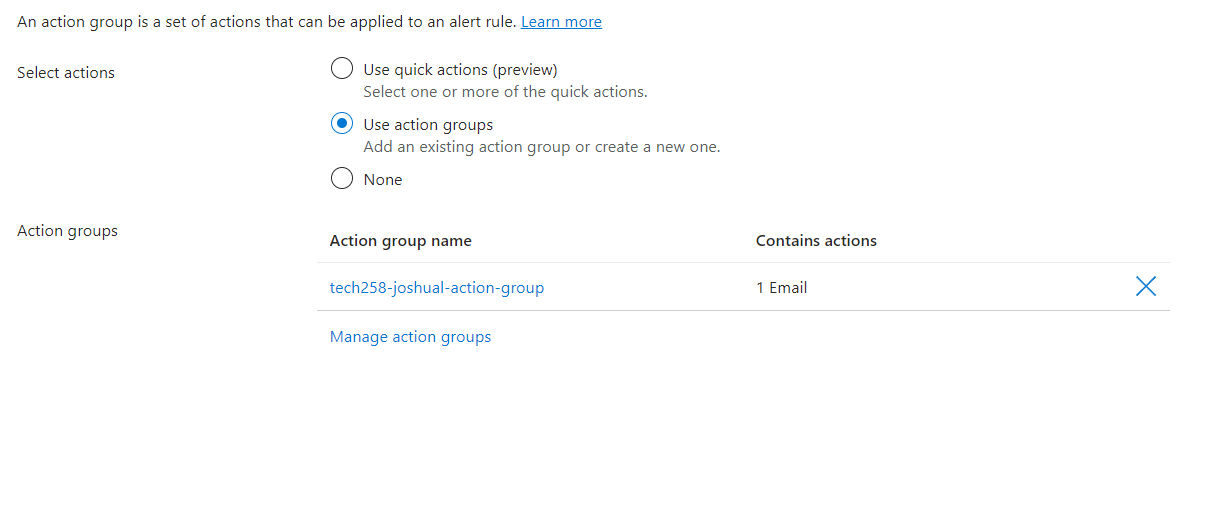 An action group is a set of actions that can be applied to an alert rule. Learn more
Select actions
Use quick actions (preview)
Select one or more of the quick actions.
Use action groups
Add an existing action group or create a new one.
None
Action groups
Action group name Contains actions
tech258-joshual-action-group 1 Email
Manage action groups